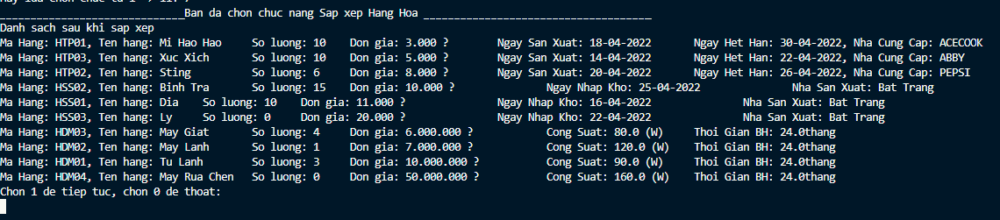 ____________________________Ban da chon chuc nang Sap xep Hang Hoa ___________________________________
Danh sach sau khi sap xep
Ma Hang: HTP01, Ten hang: Mi Hao Hao So luong: 10 Don gia: 3.000 ? Ngay San Xuat: 18-04-2022 Ngay Het Han: 30-04-2022, Nha Cung Cap: ACECOOK
Ma Hang: HTP03, Ten hang: Xuc Xich So luong: 10 Don gia: 5.000 ? Ngay San Xuat: 14-04-2022 Ngay Het Han: 22-04-2022, Nha Cung Cap: ABBY
Ma Hang: HTP02, Ten hang: Sting So luong: 6 Don gia: 8.000 ? Ngay San Xuat: 20-04-2022 Ngay Het Han: 26-04-2022, Nha Cung Cap: PEPSI
Ma Hang: HSS02, Ten hang: Binh Tra So luong: 15 Don gia: 10.000 ? Ngay Nhap Kho: 25-04-2022 Nha San Xuat: Bat Trang
Ma Hang: HSS01, Ten hang: Dia So luong: 10 Don gia: 11.000 ? Ngay Nhap Kho: 16-04-2022 Nha San Xuat: Bat Trang
Ma Hang: HSS03, Ten hang: Ly So luong: 0 Don gia: 20.000 ? Ngay Nhap Kho: 22-04-2022 Nha San Xuat: Bat Trang
Ma Hang: HDM03, Ten hang: May Giat So luong: 4 Don gia: 6.000.000 ? Cong Suat: 80.0 (W) Thoi Gian BH: 24.0thang
Ma Hang: HDM02, Ten hang: May Lanh So luong: 1 Don gia: 7.000.000 ? Cong Suat: 120.0 (W) Thoi Gian BH: 24.0thang
Ma Hang: HDM01, Ten hang: Tu Lanh So luong: 3 Don gia: 10.000.000 ? Cong Suat: 90.0 (W) Thoi Gian BH: 24.0thang
Ma Hang: HDM04, Ten hang: May Rua Chen So luong: 0 Don gia: 50.000.000 ? Cong Suat: 160.0 (W) Thoi Gian BH: 24.0thang
Chon 1 de tiep tuc, chon 0 de thoat: